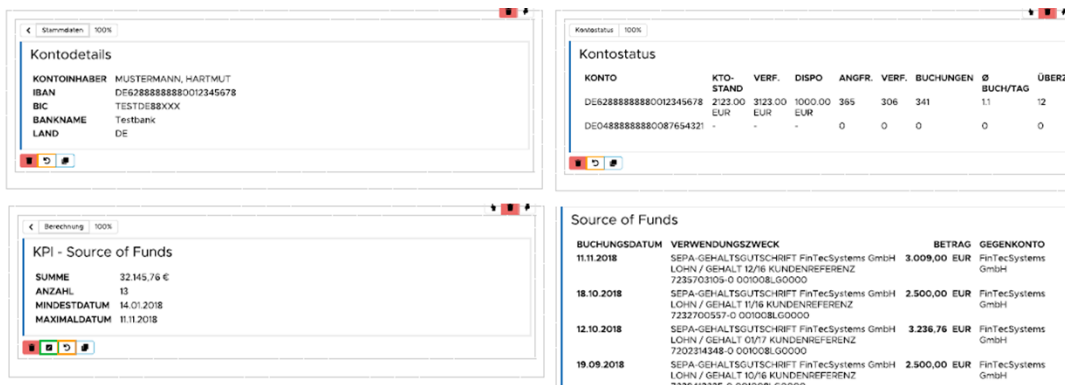 Stammdaten 100%
Kontodetails
KONTOINHABER MUSTERMANN, HARTMUT
IBAN DE62888888880012345678
BIC TESTDE88XXX
BANKNAME Testbank
LAND DE
Kontostatus 100%
Kontostatus
KONTO KTO- VERF. DISPO ANGFR. VERF. BUCHUNGEN Ø ÜBERZ
STAND BUCH/TAG
DE62888888880012345678 2123.00 3123.00 1000.00 365 306 341 1.1 12
EUR EUR EUR
DE04888888880087654321 - - - 0 0 0 0 0
Berechnung 100%
KPI - Source of Funds
SUMME 32.145,76 €
ANZAHL 13
MINDESTDATUM 14.01.2018
MAXIMALDATUM 11.11.2018
Source of Funds
BUCHUNGSDATUM VERWENDUNGSZWECK BETRAG GEGENKONTO
11.11.2018 SEPA-GEHALTSGUTSCHRIFT FinTecSystems GmbH 3.009,00 EUR FinTecSystems
LOHN / GEHALT 12/16 KUNDENREFERENZ GmbH
7235703105-0 001008LG0000
18.10.2018 SEPA-GEHALTSGUTSCHRIFT FinTecSystems GmbH 2.500,00 EUR FinTecSystems
LOHN / GEHALT 11/16 KUNDENREFERENZ GmbH
7232700557-0 001008LG0000
12.10.2018 SEPA-GEHALTSGUTSCHRIFT FinTecSystems GmbH 3.236,76 EUR FinTecSystems
LOHN / GEHALT 01/17 KUNDENREFERENZ GmbH
7202314348-0 001008LG0000
19.09.2018 SEPA-GEHALTSGUTSCHRIFT FinTecSystems GmbH 2.500,00 EUR FinTecSystems
LOHN / GEHALT 10/16 KUNDENREFERENZ GmbH